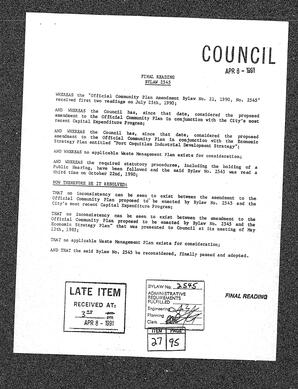 COUNCIL
APR 8 - 1991
FINAL READING
BYLAW 2545
WHEREAS the "Official Community Plan Amendment Bylaw No. 21, 1990, No. 2545"
received first two readings on July 25th, 1990;
AND WHEREAS the Council has, since that date, considered the proposed
amendment to the Official Community Plan in conjunction with the City's most
recent Capital Expenditure Program;
AND WHEREAS the Council has, since that date, considered the proposed
amendment to the Official Community Plan in conjunction with the Economic
Strategy Plan entitled "Port Coquitlam Industrial Development Strategy";
AND WHEREAS no applicable Waste Management Plan exists for consideration;
AND WHEREAS the required statutory procedures, including the holding of a
Public Hearing, have been followed and the said Bylaw No. 2545 was read a
third time on October 22nd, 1990;
NOW THEREFORE BE IT RESOLVED:
THAT no inconsistency can be seen to exist between the amendment to the
Official Community Plan proposed to be enacted by Bylaw No. 2545 and the
City's most recent Capital Expenditure Program;
THAT no inconsistency can be seen to exist between the amendment to the
Official Community Plan proposed to be enacted by Bylaw No. 2545 and the
Economic Strategy Plan" that was presented to Council at its meeting of May
12th, 198
THAT no applicable Waste Management Plan exists for consideration;
AND THAT the said Bylaw No. 2545 be reconsidered, finally passed and adopted.
LATE ITEM
RECEIVED AT:
APR 8 - 1991
BYLAW No. 2545
ADMINISTRATIVE
REQUIREMENTS
FULFILLED
Engineering
Planning
Clerk
FINAL READING
ITEM PAGE
27 95